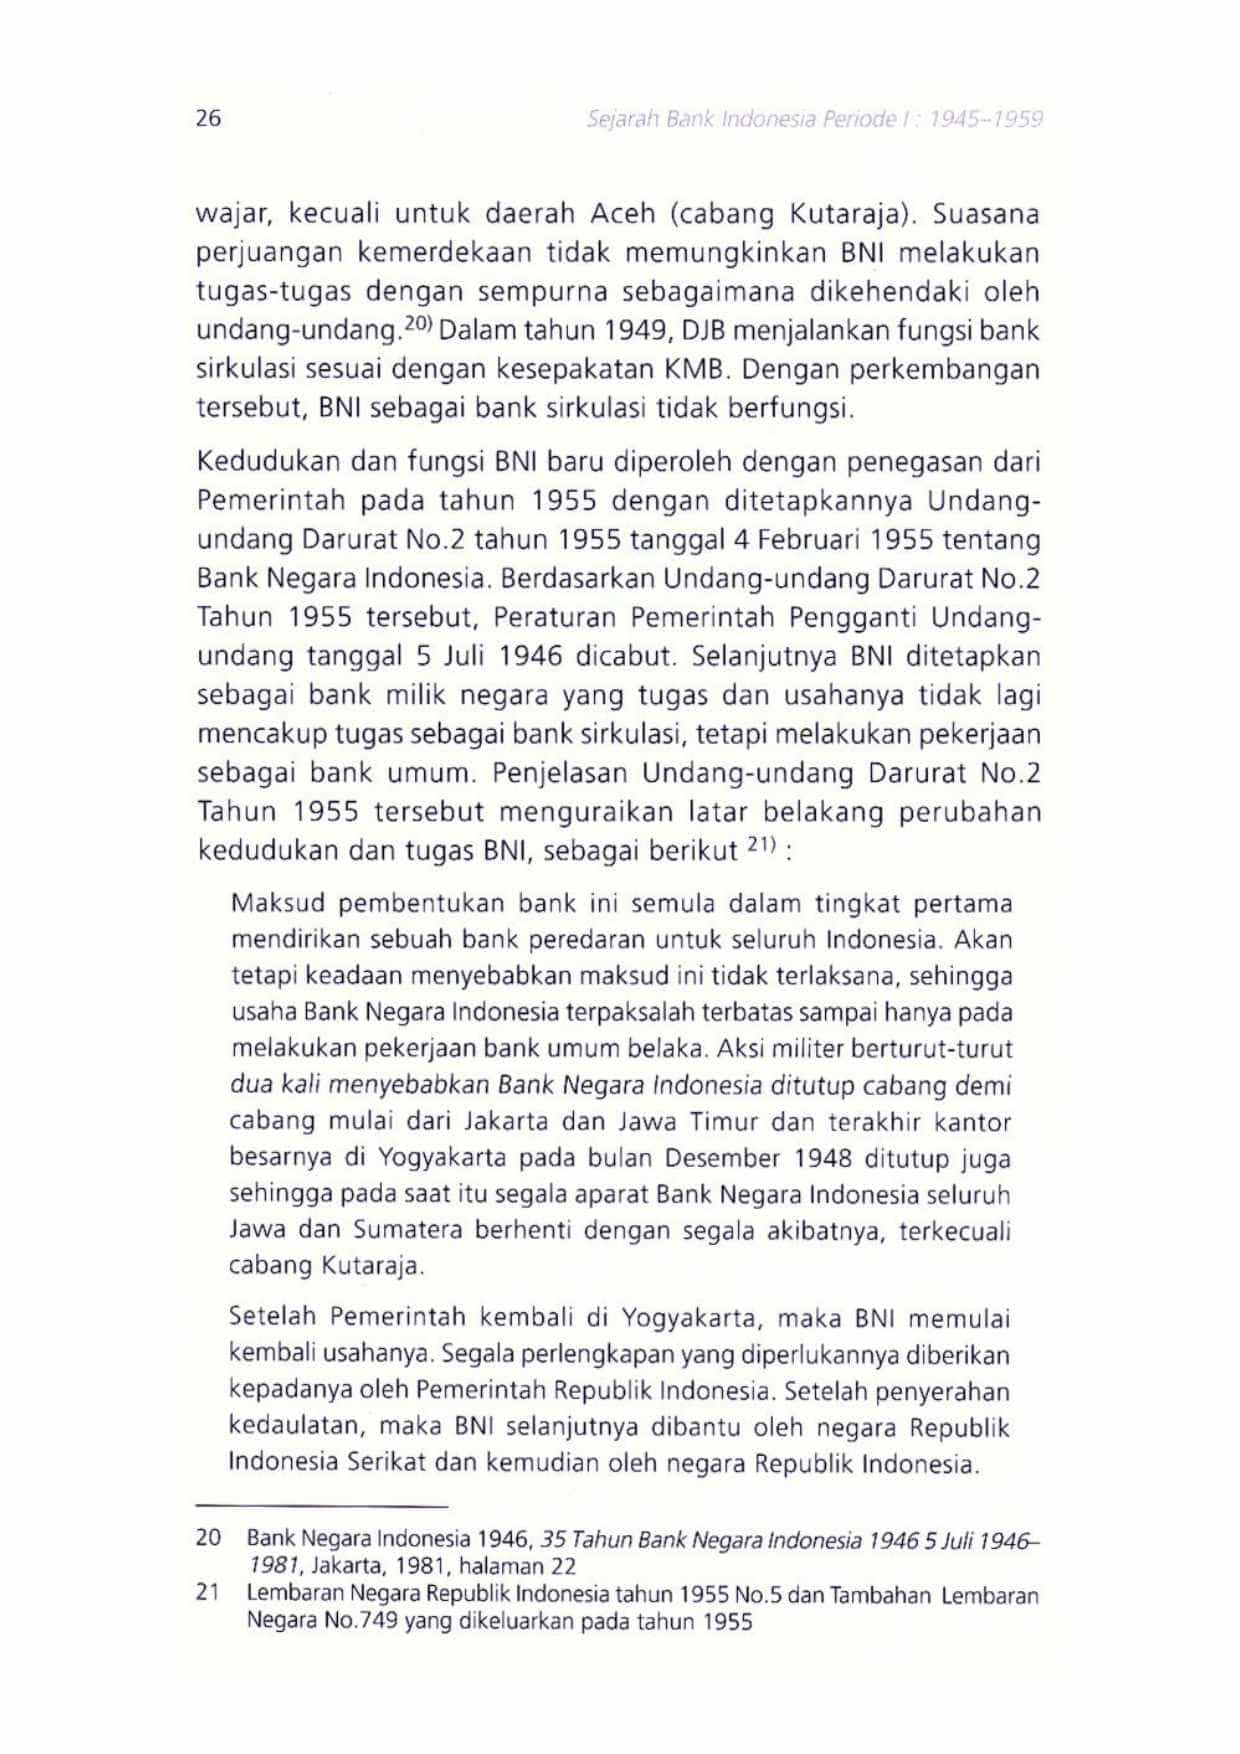 26
Sejarah Bank Indonesia Periode I : 1945–1959
wajar, kecuali untuk daerah Aceh (cabang Kutaraja). Suasana
perjuangan kemerdekaan tidak memungkinkan BNI melakukan
tugas-tugas dengan sempurna sebagaimana dikehendaki oleh
undang-undang.20) Dalam tahun 1949, DJB menjalankan fungsi bank
sirkulasi sesuai dengan kesepakatan KMB. Dengan perkembangan
tersebut, BNI sebagai bank sirkulasi tidak berfungsi.
Kedudukan dan fungsi BNI baru diperoleh dengan penegasan dari
Pemerintah pada tahun 1955 dengan ditetapkannya Undang-
undang Darurat No.2 tahun 1955 tanggal 4 Februari 1955 tentang
Bank Negara Indonesia. Berdasarkan Undang-undang Darurat No.2
Tahun 1955 tersebut, Peraturan Pemerintah Pengganti Undang-
undang tanggal 5 Juli 1946 dicabut. Selanjutnya BNI ditetapkan
sebagai bank milik negara yang tugas dan usahanya tidak lagi
mencakup tugas sebagai bank sirkulasi, tetapi melakukan pekerjaan
sebagai bank umum. Penjelasan Undang-undang Darurat No.2
Tahun 1955 tersebut menguraikan latar belakang perubahan
kedudukan dan tugas BNI, sebagai berikut 21) :
Maksud pembentukan bank ini semula dalam tingkat pertama
mendirikan sebuah bank peredaran untuk seluruh Indonesia. Akan
tetapi keadaan menyebabkan maksud ini tidak terlaksana, sehingga
usaha Bank Negara Indonesia terpaksalah terbatas sampai hanya pada
melakukan pekerjaan bank umum belaka. Aksi militer berturut-turut
dua kali menyebabkan Bank Negara Indonesia ditutup cabang demi
cabang mulai dari Jakarta dan Jawa Timur dan terakhir kantor
besarnya di Yogyakarta pada bulan Desember 1948 ditutup juga
sehingga pada saat itu segala aparat Bank Negara Indonesia seluruh
Jawa dan Sumatera berhenti dengan segala akibatnya, terkecuali
cabang Kutaraja.
Setelah Pemerintah kembali di Yogyakarta, maka BNI memulai
kembali usahanya. Segala perlengkapan yang diperlukannya diberikan
kepadanya oleh Pemerintah Republik Indonesia. Setelah penyerahan
kedaulatan, maka BNI selanjutnya dibantu oleh negara Republik
Indonesia Serikat dan kemudian oleh negara Republik Indonesia.
20 Bank Negara Indonesia 1946, 35 Tahun Bank Negara Indonesia 1946 5 Juli 1946–
1981, Jakarta, 1981, halaman 22
21 Lembaran Negara Republik Indonesia tahun 1955 No.5 dan Tambahan Lembaran
Negara No.749 yang dikeluarkan pada tahun 1955